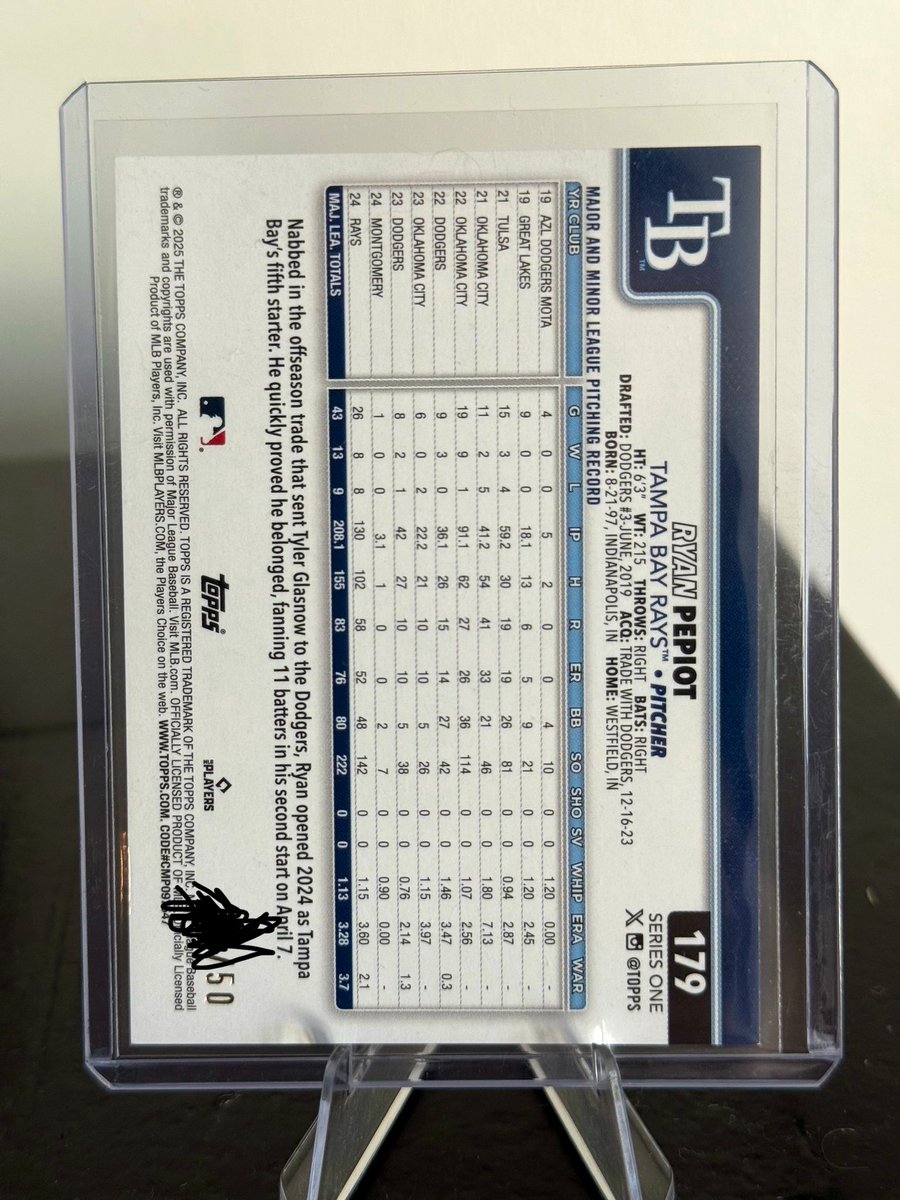 179
SERIES ONE
@TOPPS
TB™
RYAN PEPIOT
TAMPA BAY RAYS™ • PITCHER
HT: 6'3" WT: 215 THROWS: RIGHT BATS: RIGHT
DRAFTED: DODGERS #3-JUNE, 2019 ACQ: TRADE WITH DODGERS, 12-16-23
BORN: 8-21-97, INDIANAPOLIS, IN HOME: WESTFIELD, IN
MAJOR AND MINOR LEAGUE PITCHING RECORD
YR CLUB G W L IP H R ER BB SO SHO SV WHIP ERA WAR
19 AZL DODGERS MOTA 4 0 0 5 2 0 0 4 10 0 0 1.20 0.00 -
19 GREAT LAKES 9 0 0 18.1 13 6 5 9 21 0 0 1.20 2.45 -
21 TULSA 15 3 4 59.2 30 19 19 26 81 0 0 0.94 2.87 -
21 OKLAHOMA CITY 11 2 5 41.2 54 41 33 21 46 0 0 1.80 7.13 -
22 OKLAHOMA CITY 19 9 1 91.1 62 27 26 36 114 0 0 1.07 2.56 -
22 DODGERS 9 3 0 36.1 26 15 14 27 42 0 0 1.46 3.47 0.3
23 OKLAHOMA CITY 6 0 2 22.2 21 10 10 5 26 0 0 1.15 3.97 -
23 DODGERS 8 2 1 42 27 10 10 5 38 0 0 0.76 2.14 1.3
24 MONTGOMERY 1 0 0 3.1 1 0 0 2 7 0 0 0.90 0.00 -
24 RAYS 26 8 8 130 102 58 52 48 142 0 0 1.15 3.60 2.1
MAJ. LEA. TOTALS 43 13 9 208.1 155 83 76 80 222 0 0 1.13 3.28 3.7
Nabbed in the offseason trade that sent Tyler Glasnow to the Dodgers, Ryan opened 2024 as Tampa
Bay's fifth starter. He quickly proved he belonged, fanning 11 batters in his second start on April 7.
topps®
PLAYERS
50
® & © 2025 THE TOPPS COMPANY, INC. ALL RIGHTS RESERVED. TOPPS IS A REGISTERED TRADEMARK OF THE TOPPS COMPANY, INC. Baseball
trademarks and copyrights are used with permission of Major League Baseball. Visit MLB.com. OFFICIALLY LICENSED PRODUCT OF Licensed
Product of MLB Players, Inc. Visit MLBPLAYERS.COM, the Players Choice on the web. WWW.TOPPS.COM.